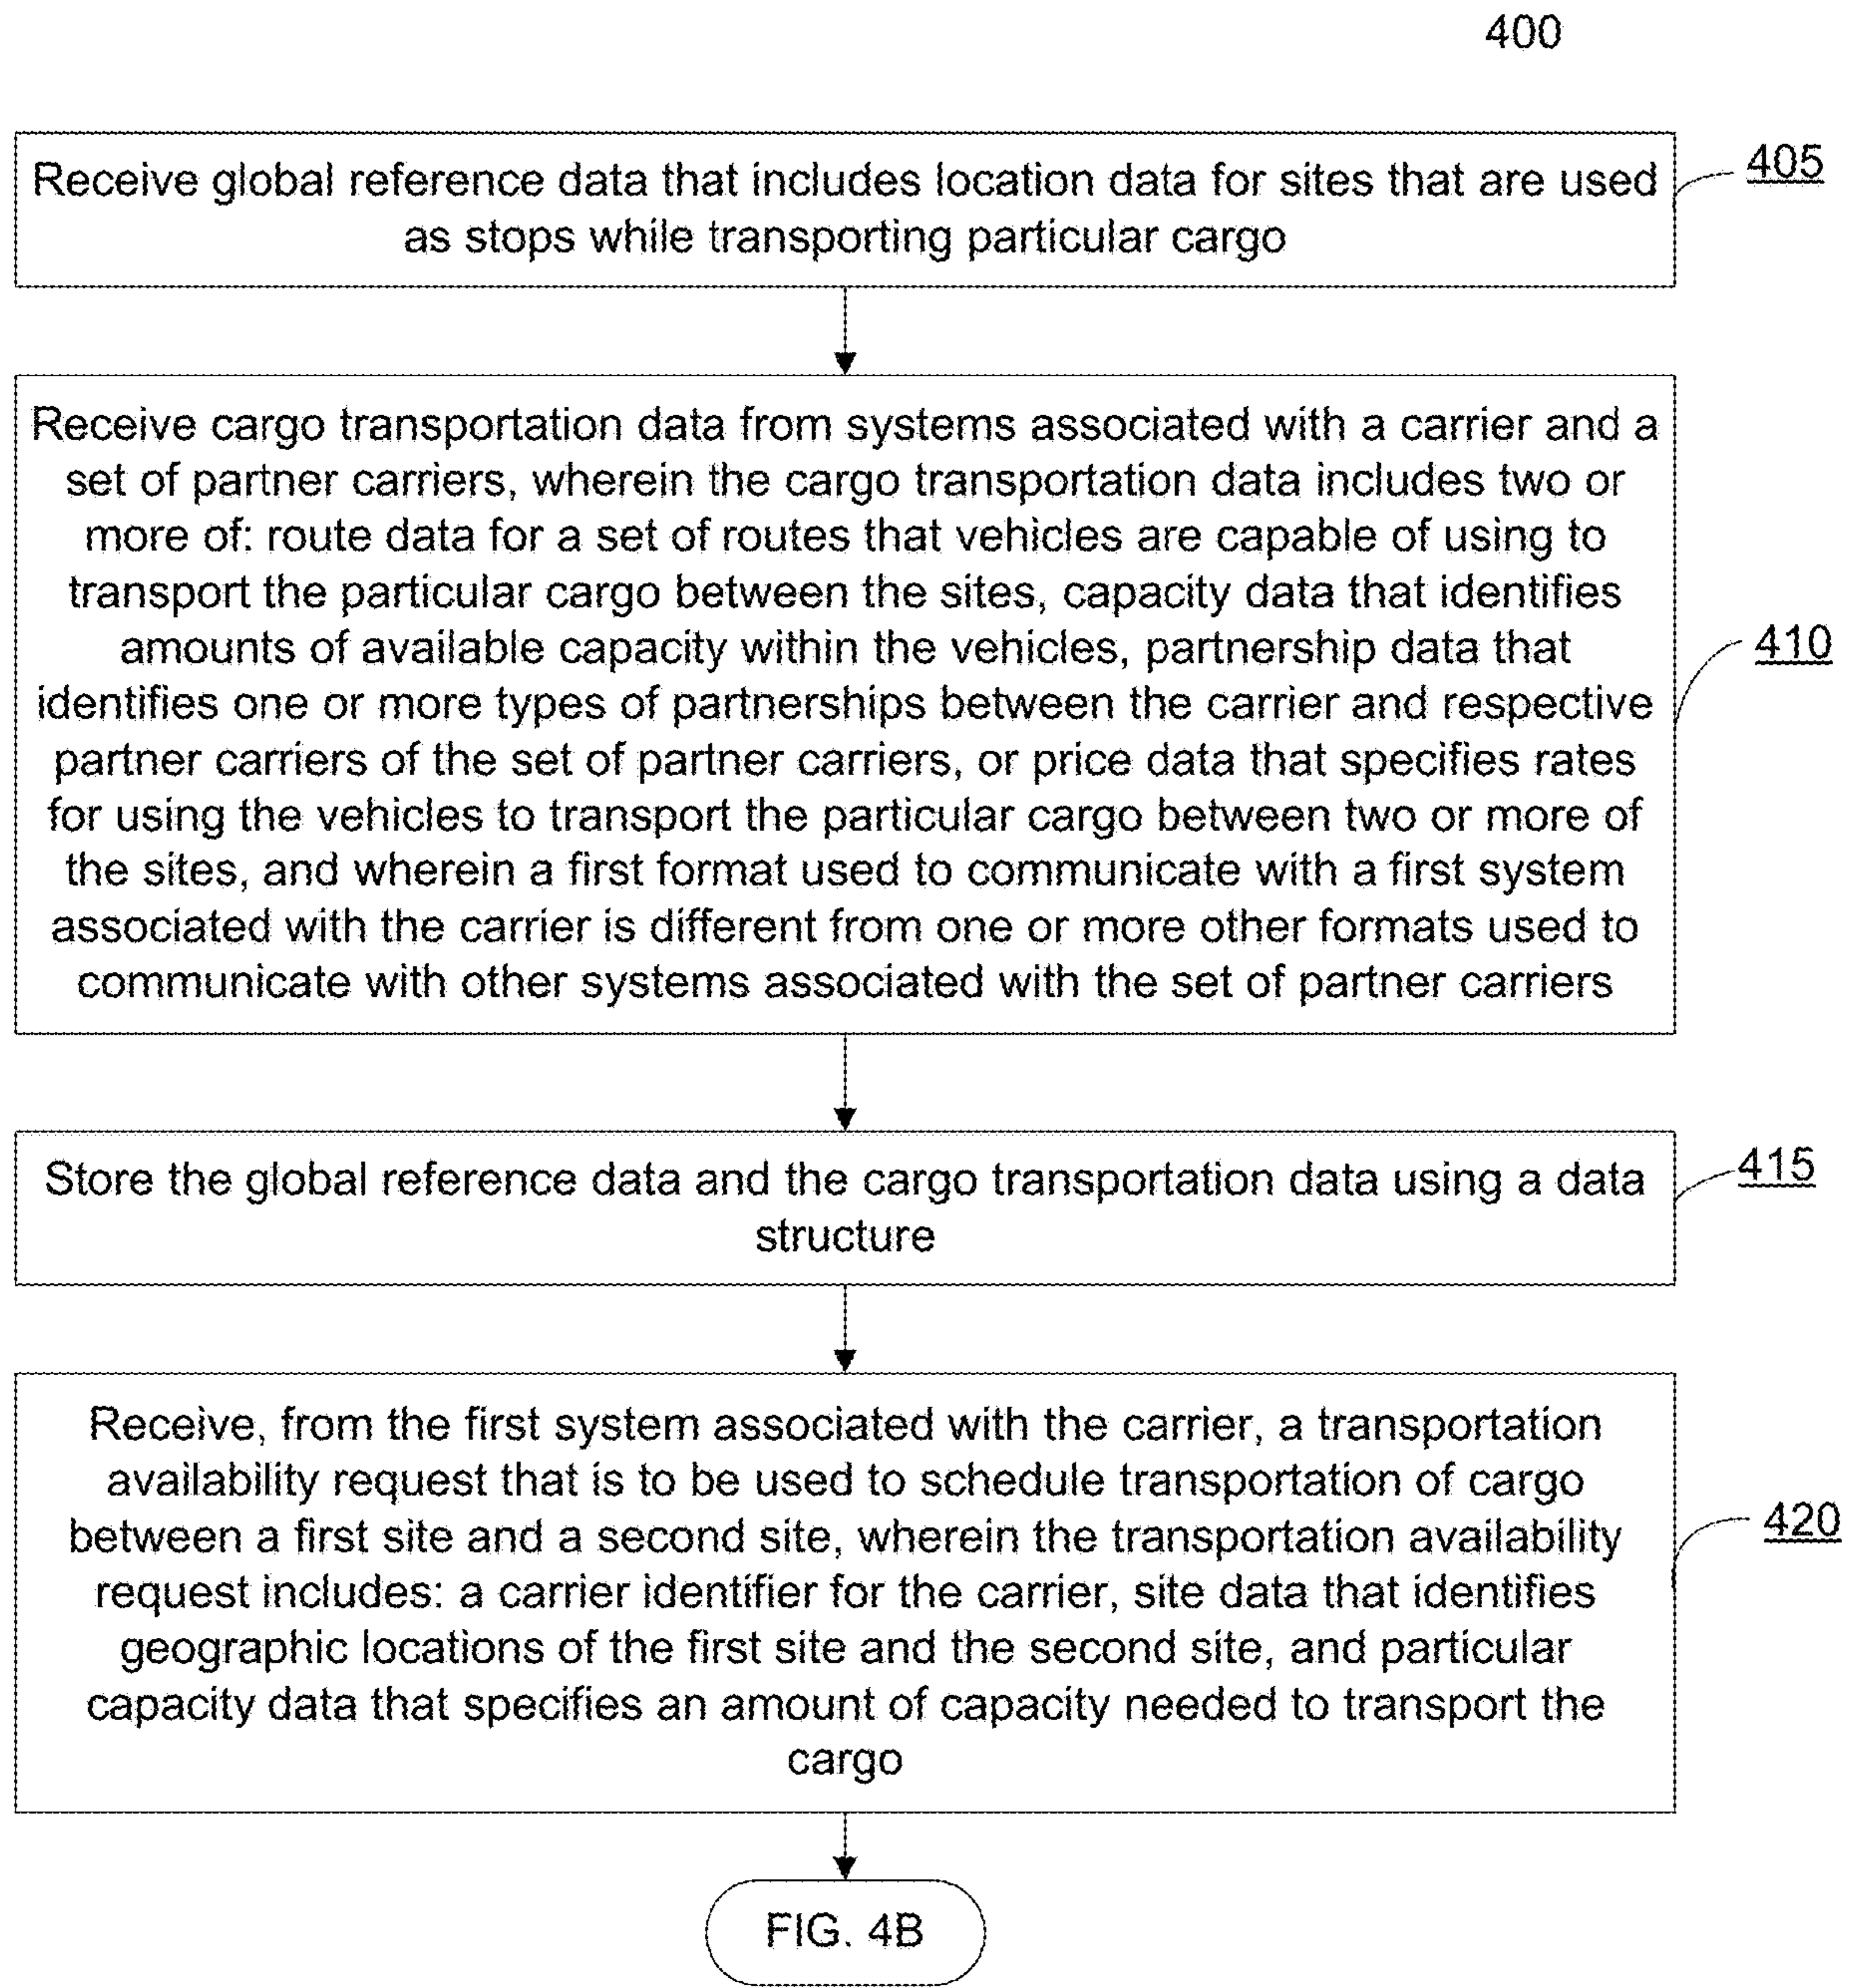 400
Receive global reference data that includes location data for sites that are used
as stops while transporting particular cargo
405
Receive cargo transportation data from systems associated with a carrier and a
set of partner carriers, wherein the cargo transportation data includes two or
more of: route data for a set of routes that vehicles are capable of using to
transport the particular cargo between the sites, capacity data that identifies
amounts of available capacity within the vehicles, partnership data that
identifies one or more types of partnerships between the carrier and respective
partner carriers of the set of partner carriers, or price data that specifies rates
for using the vehicles to transport the particular cargo between two or more of
the sites, and wherein a first format used to communicate with a first system
associated with the carrier is different from one or more other formats used to
communicate with other systems associated with the set of partner carriers
410
Store the global reference data and the cargo transportation data using a data
structure
415
Receive, from the first system associated with the carrier, a transportation
availability request that is to be used to schedule transportation of cargo
between a first site and a second site, wherein the transportation availability
request includes: a carrier identifier for the carrier, site data that identifies
geographic locations of the first site and the second site, and particular
capacity data that specifies an amount of capacity needed to transport the
cargo
420
FIG. 4B